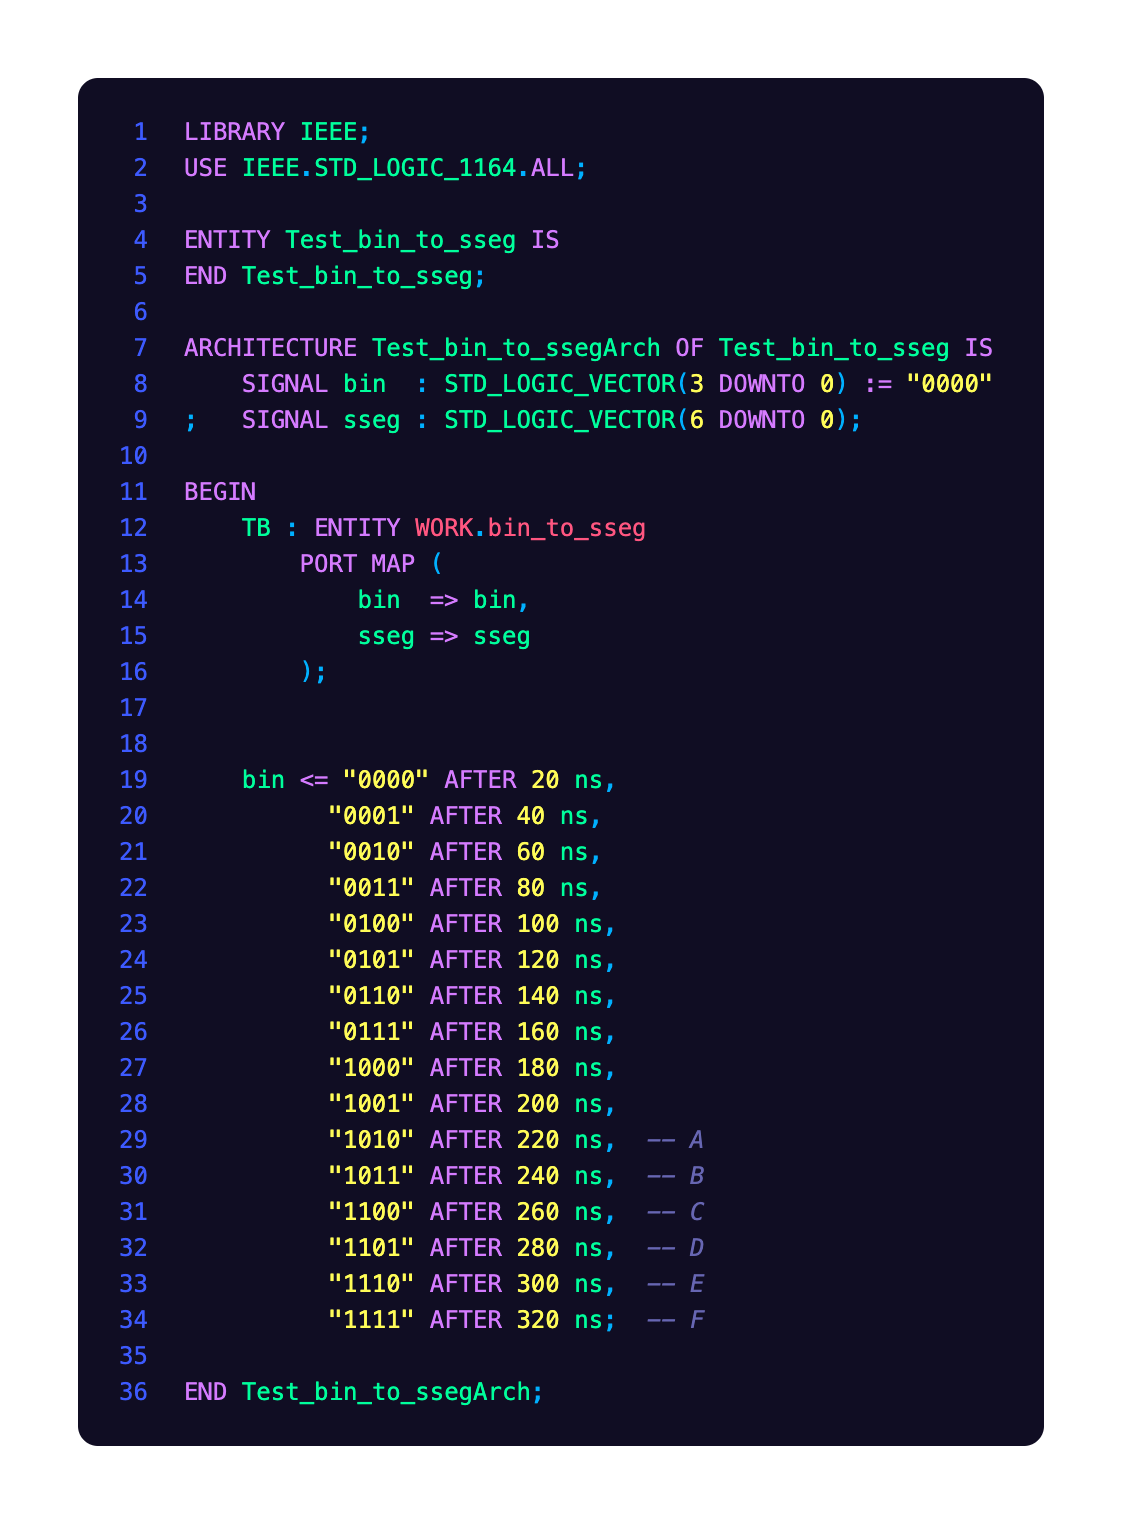 1 LIBRARY IEEE;
2 USE IEEE.STD_LOGIC_1164.ALL;
3
4 ENTITY Test_bin_to_sseg IS
5 END Test_bin_to_sseg;
6
7 ARCHITECTURE Test_bin_to_ssegArch OF Test_bin_to_sseg IS
8     SIGNAL bin  : STD_LOGIC_VECTOR(3 DOWNTO 0) := "0000"
9 ;   SIGNAL sseg : STD_LOGIC_VECTOR(6 DOWNTO 0);
10
11 BEGIN
12     TB : ENTITY WORK.bin_to_sseg
13         PORT MAP (
14             bin  => bin,
15             sseg => sseg
16         );
17
18
19     bin <= "0000" AFTER 20 ns,
20           "0001" AFTER 40 ns,
21           "0010" AFTER 60 ns,
22           "0011" AFTER 80 ns,
23           "0100" AFTER 100 ns,
24           "0101" AFTER 120 ns,
25           "0110" AFTER 140 ns,
26           "0111" AFTER 160 ns,
27           "1000" AFTER 180 ns,
28           "1001" AFTER 200 ns,
29           "1010" AFTER 220 ns,  -- A
30           "1011" AFTER 240 ns,  -- B
31           "1100" AFTER 260 ns,  -- C
32           "1101" AFTER 280 ns,  -- D
33           "1110" AFTER 300 ns,  -- E
34           "1111" AFTER 320 ns;  -- F
35
36 END Test_bin_to_ssegArch;